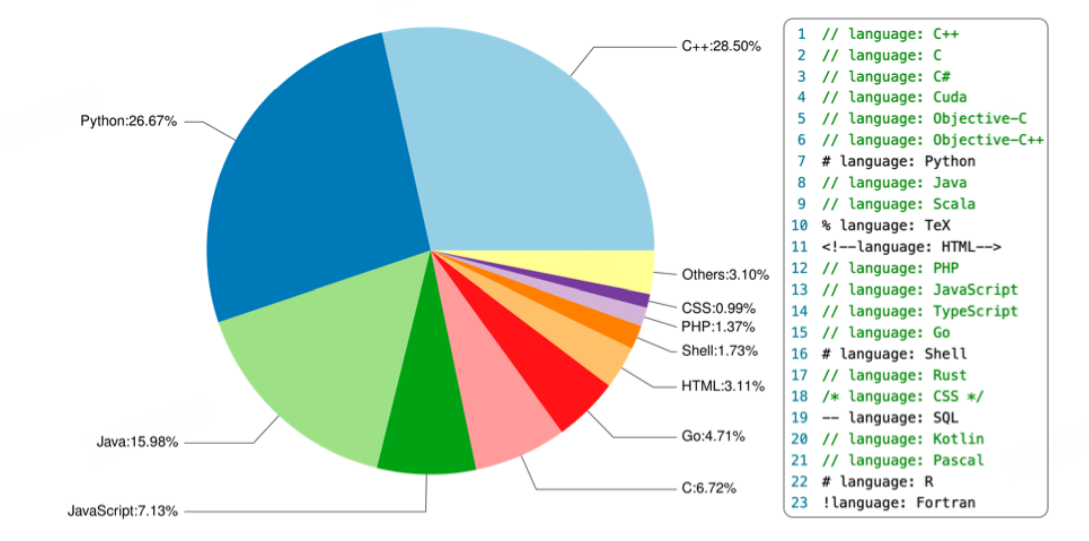 C++:28.50%
Python:26.67%
Others:3.10%
CSS:0.99%
PHP:1.37%
Shell:1.73%
HTML:3.11%
Go:4.71%
Java:15.98%
C:6.72%
JavaScript:7.13%
1 // language: C++
2 // language: C
3 // language: C#
4 // language: Cuda
5 // language: Objective-C
6 // language: Objective-C++
7 # language: Python
8 // language: Java
9 // language: Scala
10 % language: TeX
11 <!--language: HTML-->
12 // language: PHP
13 // language: JavaScript
14 // language: TypeScript
15 // language: Go
16 # language: Shell
17 // language: Rust
18 /* language: CSS */
19 -- language: SQL
20 // language: Kotlin
21 // language: Pascal
22 # language: R
23 !language: Fortran